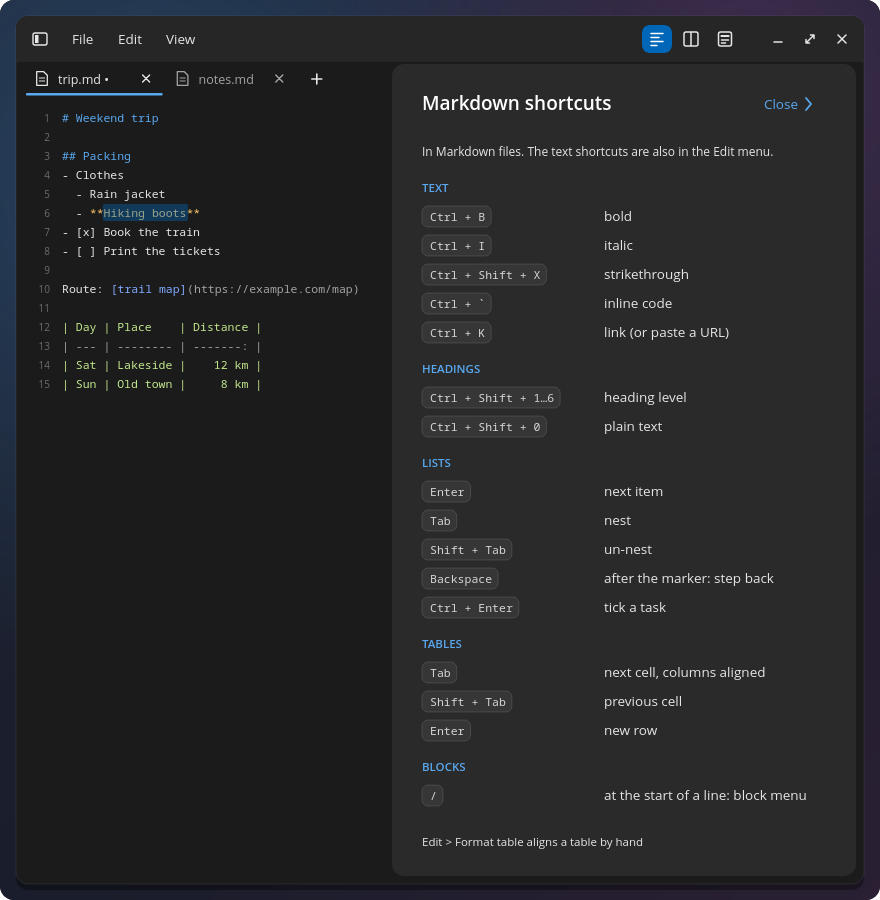 File Edit View
trip.md •
notes.md
1 # Weekend trip
2
3 ## Packing
4 - Clothes
5   - Rain jacket
6   - **Hiking boots**
7 - [x] Book the train
8 - [ ] Print the tickets
9
10 Route: [trail map](https://example.com/map)
11
12 | Day | Place    | Distance |
13 | --- | -------- | -------: |
14 | Sat | Lakeside |    12 km |
15 | Sun | Old town |     8 km |
Markdown shortcuts
Close
In Markdown files. The text shortcuts are also in the Edit menu.
TEXT
Ctrl + B bold
Ctrl + I italic
Ctrl + Shift + X strikethrough
Ctrl + ` inline code
Ctrl + K link (or paste a URL)
HEADINGS
Ctrl + Shift + 1…6 heading level
Ctrl + Shift + 0 plain text
LISTS
Enter next item
Tab nest
Shift + Tab un-nest
Backspace after the marker: step back
Ctrl + Enter tick a task
TABLES
Tab next cell, columns aligned
Shift + Tab previous cell
Enter new row
BLOCKS
/ at the start of a line: block menu
Edit > Format table aligns a table by hand